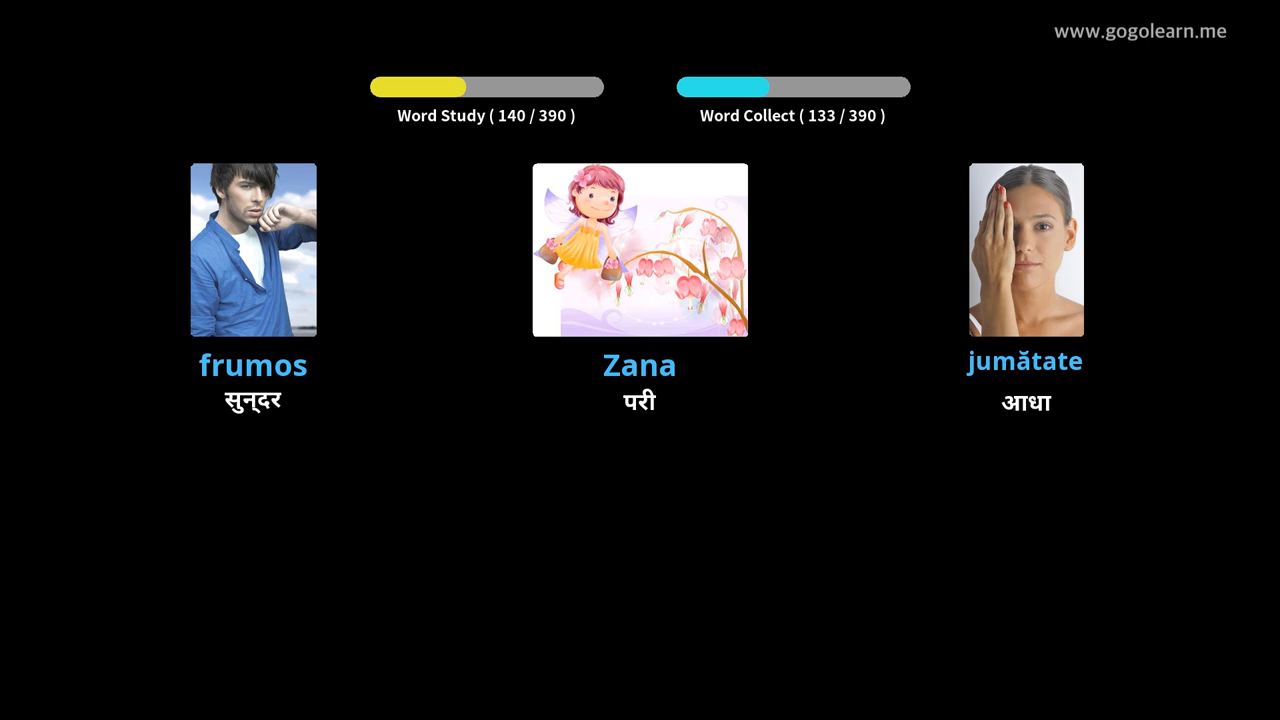 www.gogolearn.me
Word Study ( 140 / 390 )
Word Collect ( 133 / 390 )
frumos
Zana
jumătate
सुन्‍दर
परी
आधा